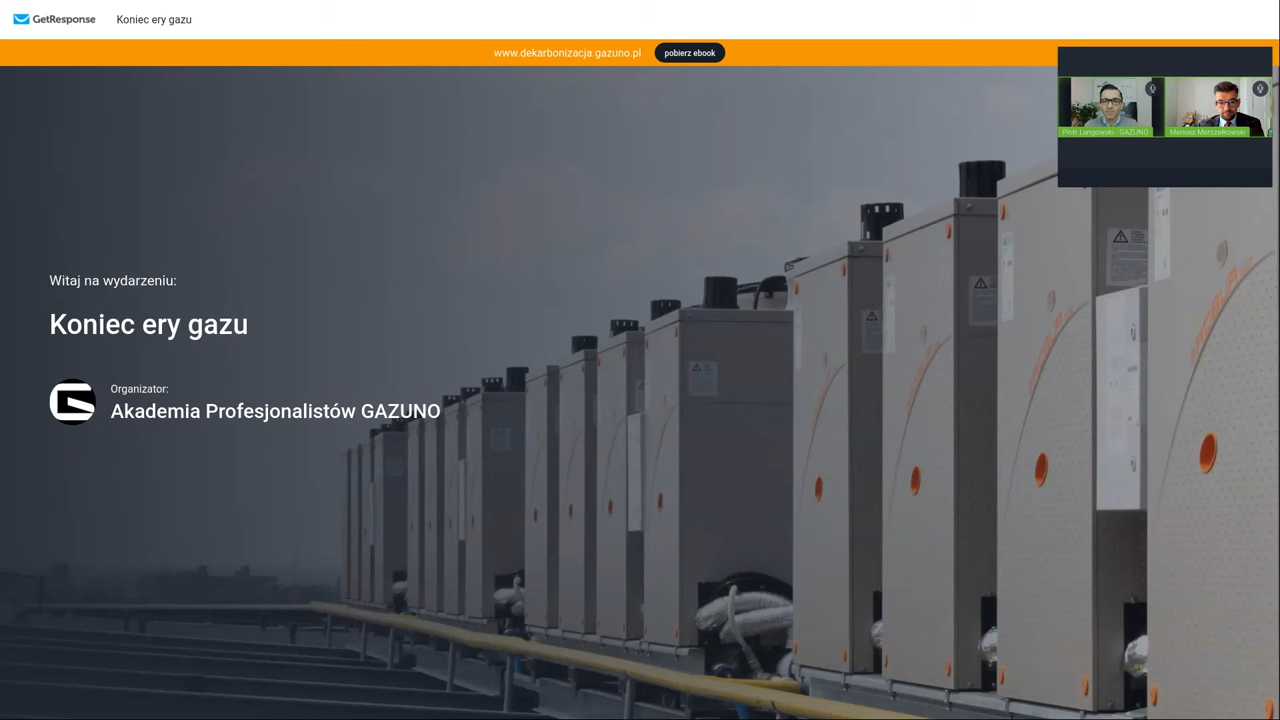 GetResponse
Koniec ery gazu
www.dekarbonizacja.gazuno.pl
pobierz ebook
Piotr Langowski - GAZUNO
Mariusz Marszałkowski
Witaj na wydarzeniu:
Koniec ery gazu
Organizator:
Akademia Profesjonalistów GAZUNO